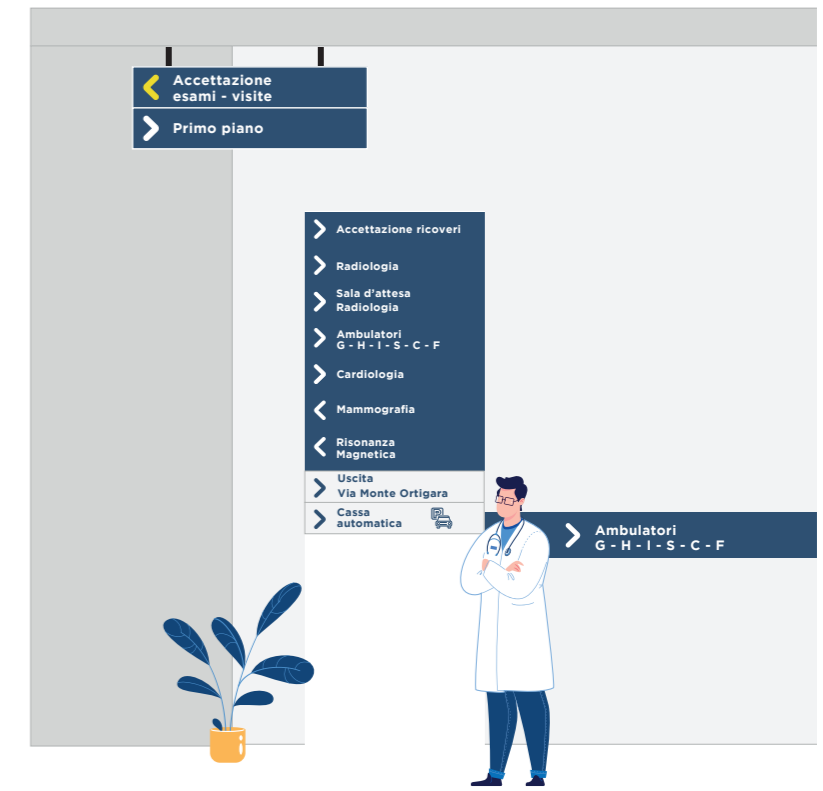 Accettazione
esami - visite
Primo piano
Accettazione ricoveri
Radiologia
Sala d'attesa
Radiologia
Ambulatori
G - H - I - S - C - F
Cardiologia
Mammografia
Risonanza
Magnetica
Uscita
Via Monte Ortigara
Cassa
automatica
P
Ambulatori
G - H - I - S - C - F